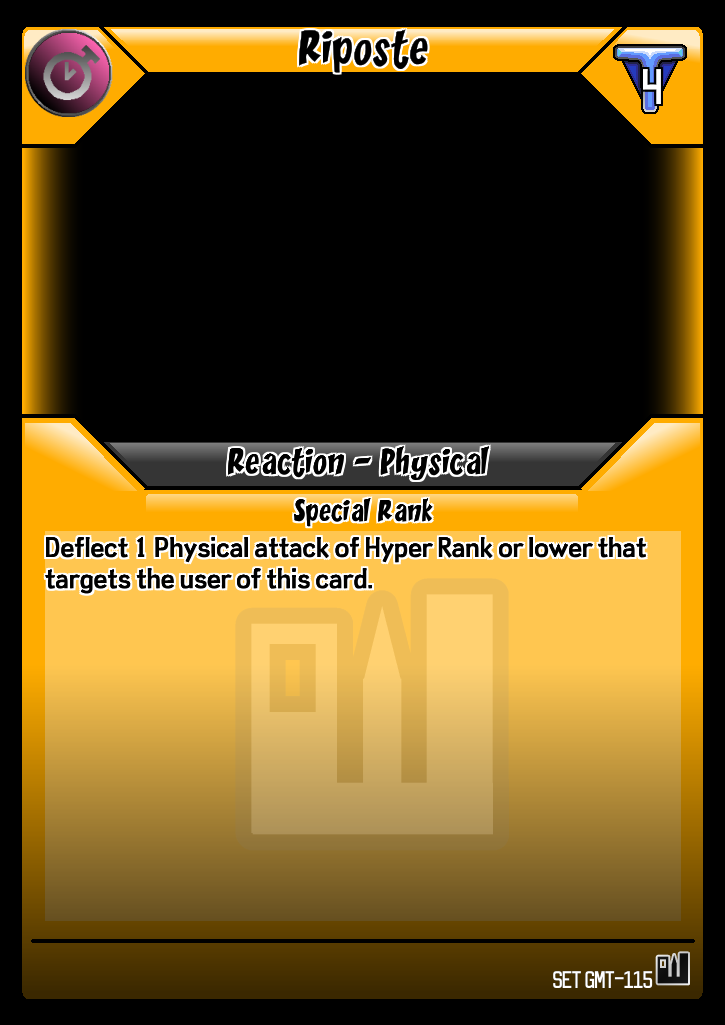 Riposte
4
Reaction - Physical
Special Rank
Deflect 1 Physical attack of Hyper Rank or lower that
targets the user of this card.
SET GMT-115